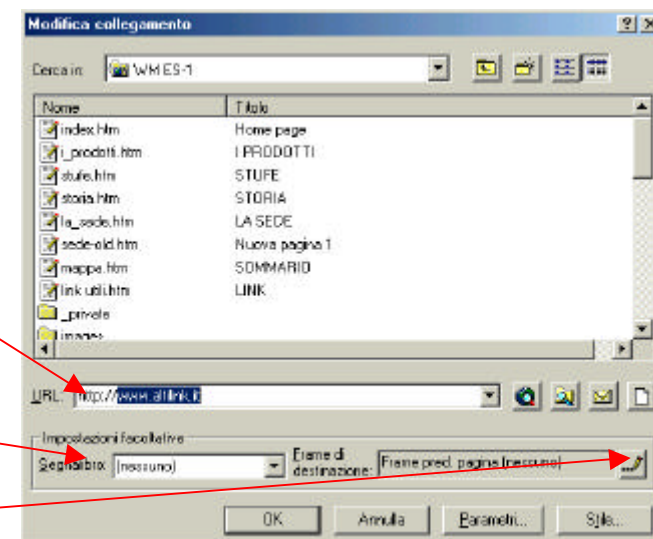 Modifica collegamento
Cerca in: WM ES-1
Nome Titolo
index.htm Home page
i_prodotti.htm I PRODOTTI
stufe.htm STUFE
storia.htm STORIA
la_sede.htm LA SEDE
sede-old.htm Nuova pagina 1
mappa.htm SOMMARIO
link utili.htm LINK
_private
images
URL: http://www.altlink.it
Impostazioni facoltative
Segnalibro: (nessuno) Frame di destinazione: Frame pred. pagina (nessuno)
OK Annulla Parametri... Stile...